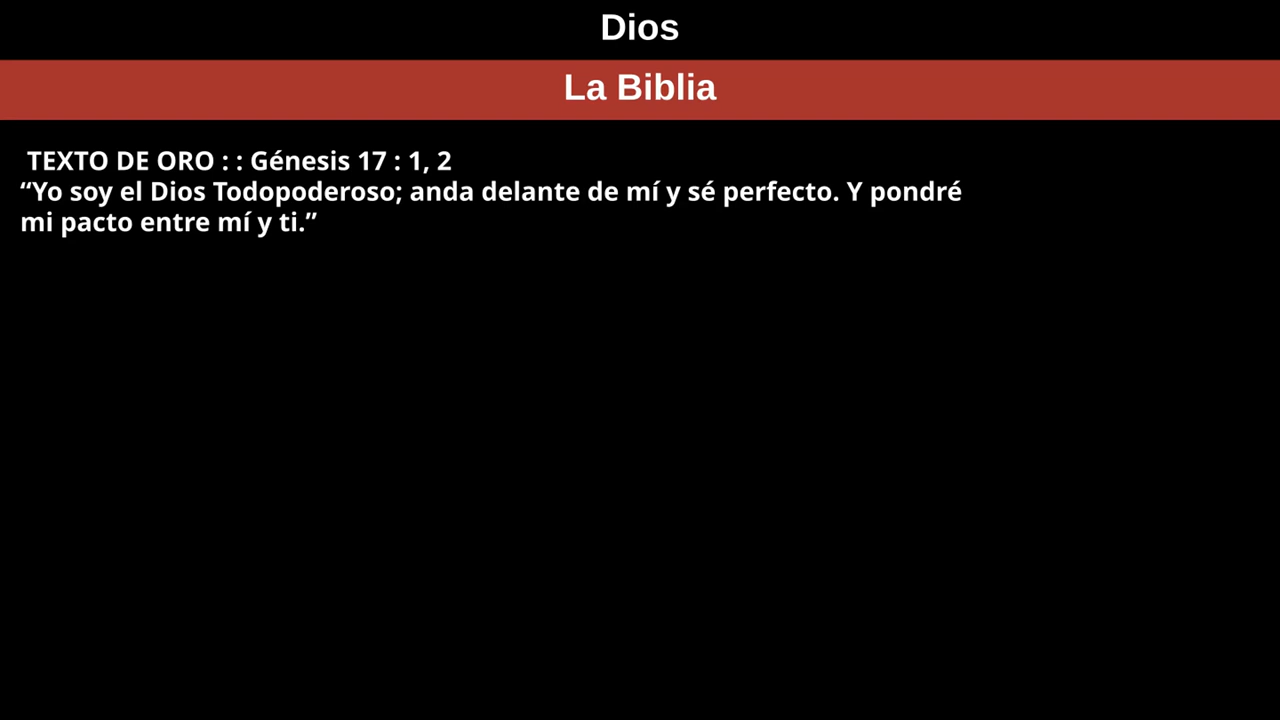 Dios
La Biblia
TEXTO DE ORO : : Génesis 17 : 1, 2
“Yo soy el Dios Todopoderoso; anda delante de mí y sé perfecto. Y pondré
mi pacto entre mí y ti.”